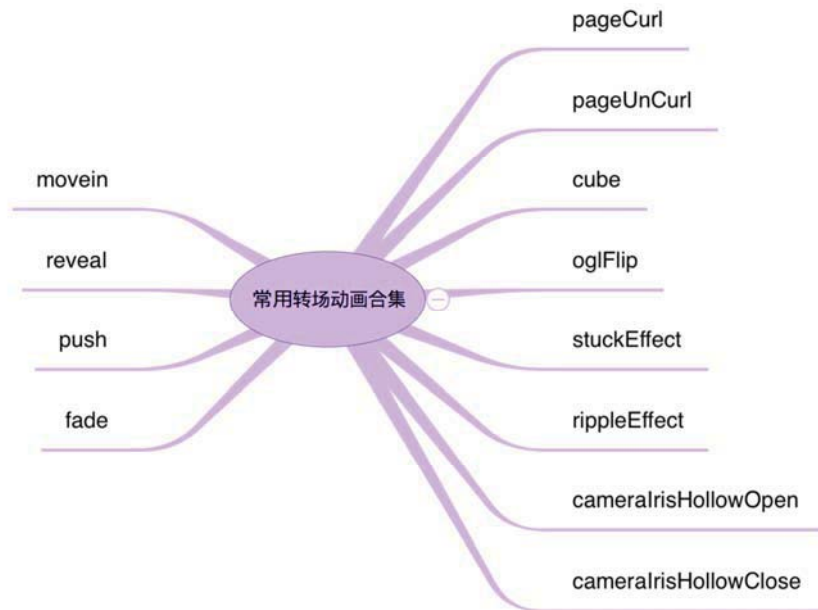 常用转场动画合集
movein
reveal
push
fade
pageCurl
pageUnCurl
cube
oglFlip
stuckEffect
rippleEffect
cameraIrisHollowOpen
cameraIrisHollowClose